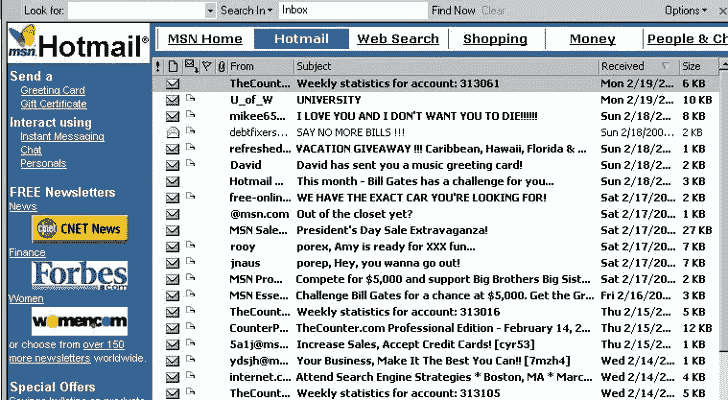 Look for: Search In Inbox Find Now Clear Options
msn Hotmail®
MSN Home Hotmail Web Search Shopping Money People & Ch
Send a
Greeting Card
Gift Certificate
Interact using
Instant Messaging
Chat
Personals
FREE Newsletters
News
cnet CNET News
Finance
Forbes
.com
Women
women.com
or choose from over 150
more newsletters worldwide.
Special Offers
! From Subject Received Size
TheCount... Weekly statistics for account: 313061 Mon 2/19/2... 6 KB
U_of_W UNIVERSITY Mon 2/19/2... 10 KB
mikee65... I LOVE YOU AND I DON'T WANT YOU TO DIE!!!!!! Sun 2/18/2... 8 KB
debtfixers... SAY NO MORE BILLS !!! Sun 2/18/200... 2 KB
refreshed... VACATION GIVEAWAY !!! Caribbean, Hawaii, Florida & ... Sun 2/18/2... 2 KB
David David has sent you a music greeting card! Sun 2/18/2... 2 KB
Hotmail ... This month - Bill Gates has a challenge for you... Sun 2/18/2... 3 KB
free-onlin... WE HAVE THE EXACT CAR YOU'RE LOOKING FOR! Sat 2/17/20... 2 KB
@msn.com Out of the closet yet? Sat 2/17/20... 1 KB
MSN Sale... President's Day Sale Extravaganza! Sat 2/17/20... 27 KB
rooy porex, Amy is ready for XXX fun... Sat 2/17/20... 2 KB
jnaus porep, Hey, you wanna go out! Sat 2/17/20... 2 KB
MSN Pro... Compete for $5,000 and support Big Brothers Big Sist... Sat 2/17/20... 2 KB
MSN Esse... Challenge Bill Gates for a chance at $5,000. Get the Gr... Fri 2/16/20... 3 KB
TheCount... Weekly statistics for account: 313016 Thu 2/15/2... 5 KB
CounterP... TheCounter.com Professional Edition - February 14, 2... Thu 2/15/2... 12 KB
5a1j@ms... Increase Sales, Accept Credit Cards! [cyr53] Thu 2/15/2... 1 KB
ydsjh@m... Your Business, Make It The Best You Can!! [7mzh4] Wed 2/14/2... 1 KB
internet.c... Attend Search Engine Strategies * Boston, MA * Marc... Wed 2/14/2... 4 KB
TheCount... Weekly statistics for account: 313105 Wed 2/14/2... 5 KB